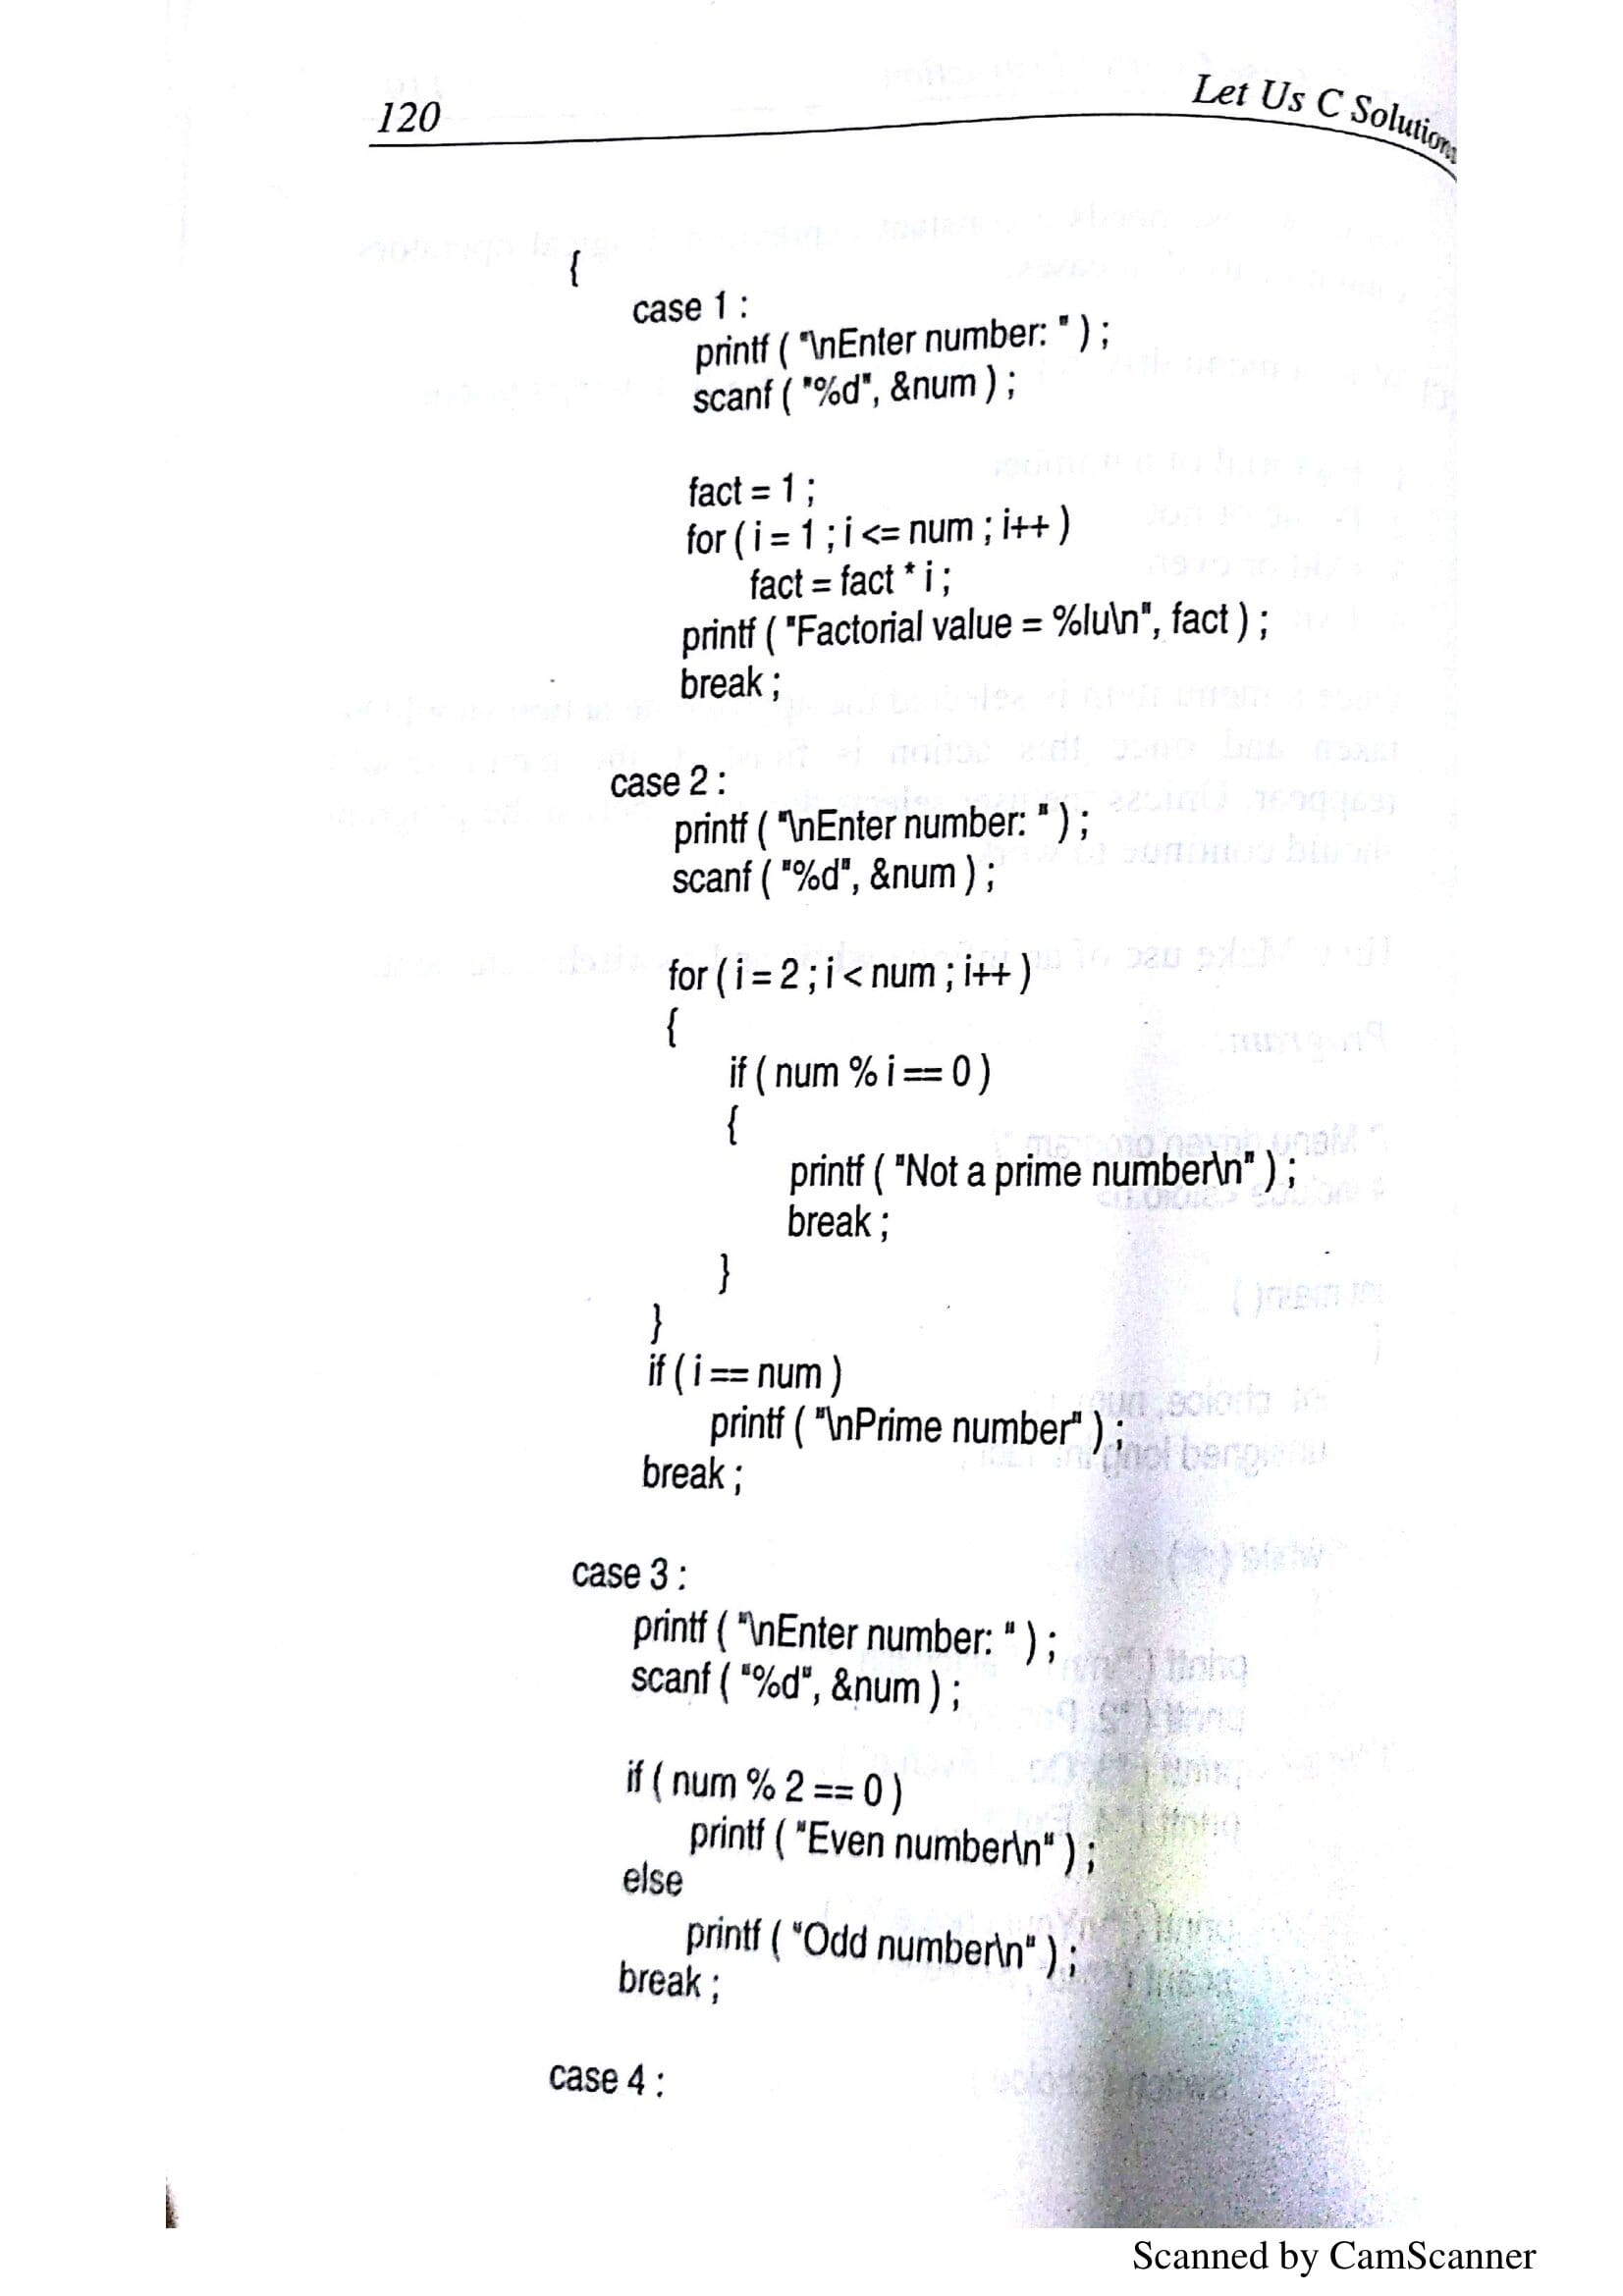 120
Let Us C Solutions
{
case 1 :
printf ( "\nEnter number: " ) ;
scanf ( "%d", &num ) ;
fact = 1 ;
for ( i = 1 ; i <= num ; i++ )
fact = fact * i ;
printf ( "Factorial value = %lu\n", fact ) ;
break ;
case 2 :
printf ( "\nEnter number: " ) ;
scanf ( "%d", &num ) ;
for ( i = 2 ; i < num ; i++ )
{
if ( num % i == 0 )
{
printf ( "Not a prime number\n" ) ;
break ;
}
}
if ( i == num )
printf ( "\nPrime number" ) ;
break ;
case 3 :
printf ( "\nEnter number: " ) ;
scanf ( "%d", &num ) ;
if ( num % 2 == 0 )
printf ( "Even number\n" ) ;
else
printf ( "Odd number\n" ) ;
break ;
case 4 :
Scanned by CamScanner